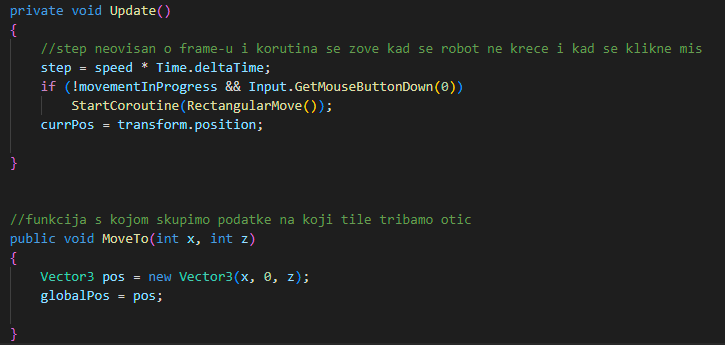 private void Update()
{
//step neovisan o frame-u i korutina se zove kad se robot ne krece i kad se klikne mis
step = speed * Time.deltaTime;
if (!movementInProgress && Input.GetMouseButtonDown(0))
StartCoroutine(RectangularMove());
currPos = transform.position;
}
//funkcija s kojom skupimo podatke na koji tile tribamo otic
public void MoveTo(int x, int z)
{
Vector3 pos = new Vector3(x, 0, z);
globalPos = pos;
}